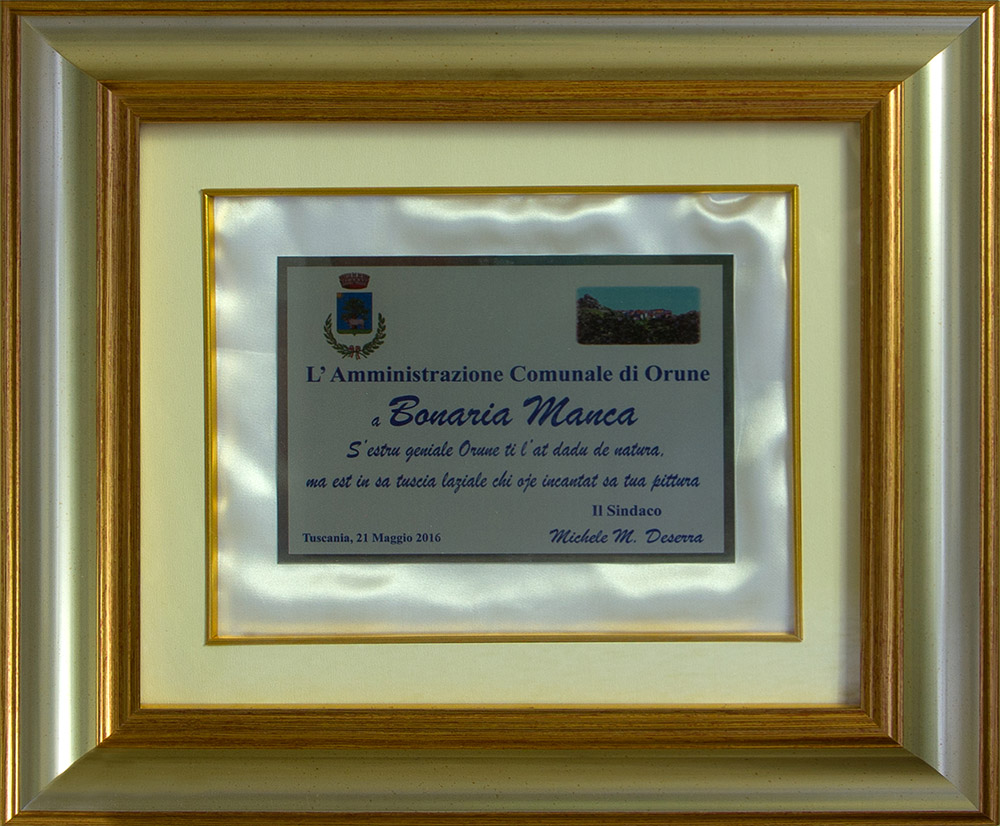 L' Amministrazione Comunale di Orune
a Bonaria Manca
S'estru geniale Orune ti l'at dadu de natura,
ma est in sa tuscia laziale chi oje incantat sa tua pittura
Il Sindaco
Tuscania, 21 Maggio 2016 Michele M. Deserra